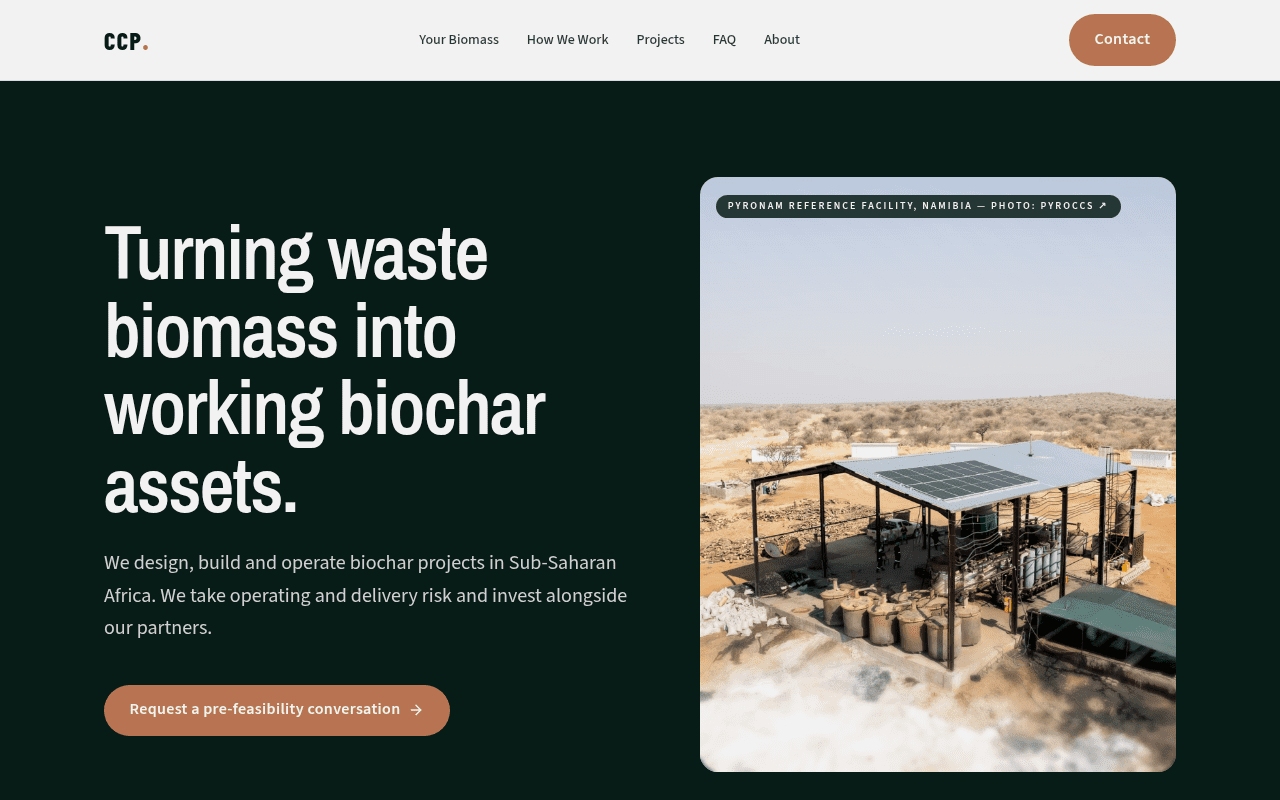 CCP.
Your Biomass
How We Work
Projects
FAQ
About
Contact
PYRONAM REFERENCE FACILITY, NAMIBIA — PHOTO: PYROCCS ↗
Turning waste
biomass into
working biochar
assets.
We design, build and operate biochar projects in Sub-Saharan
Africa. We take operating and delivery risk and invest alongside
our partners.
Request a pre-feasibility conversation →